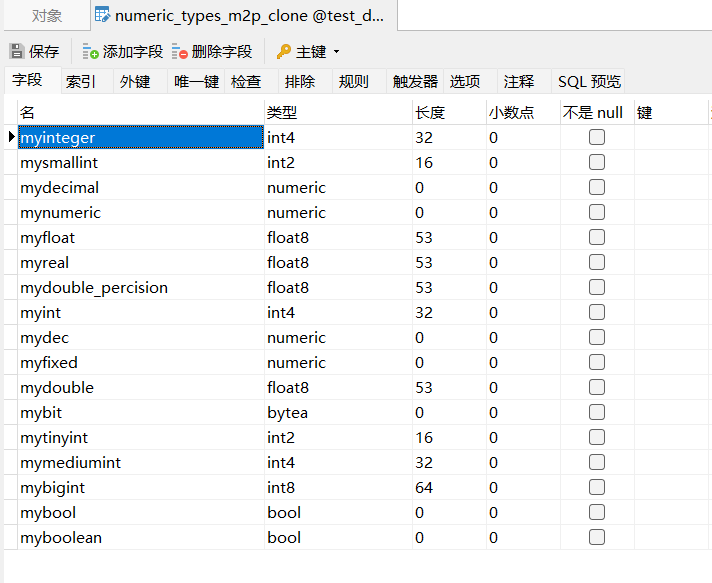 对象 numeric_types_m2p_clone @test_d...
保存 添加字段 删除字段 主键
字段 索引 外键 唯一键 检查 排除 规则 触发器 选项 注释 SQL 预览
名 类型 长度 小数点 不是 null 键
myinteger int4 32 0
mysmallint int2 16 0
mydecimal numeric 0 0
mynumeric numeric 0 0
myfloat float8 53 0
myreal float8 53 0
mydouble_percision float8 53 0
myint int4 32 0
mydec numeric 0 0
myfixed numeric 0 0
mydouble float8 53 0
mybit bytea 0 0
mytinyint int2 16 0
mymediumint int4 32 0
mybigint int8 64 0
mybool bool 0 0
myboolean bool 0 0